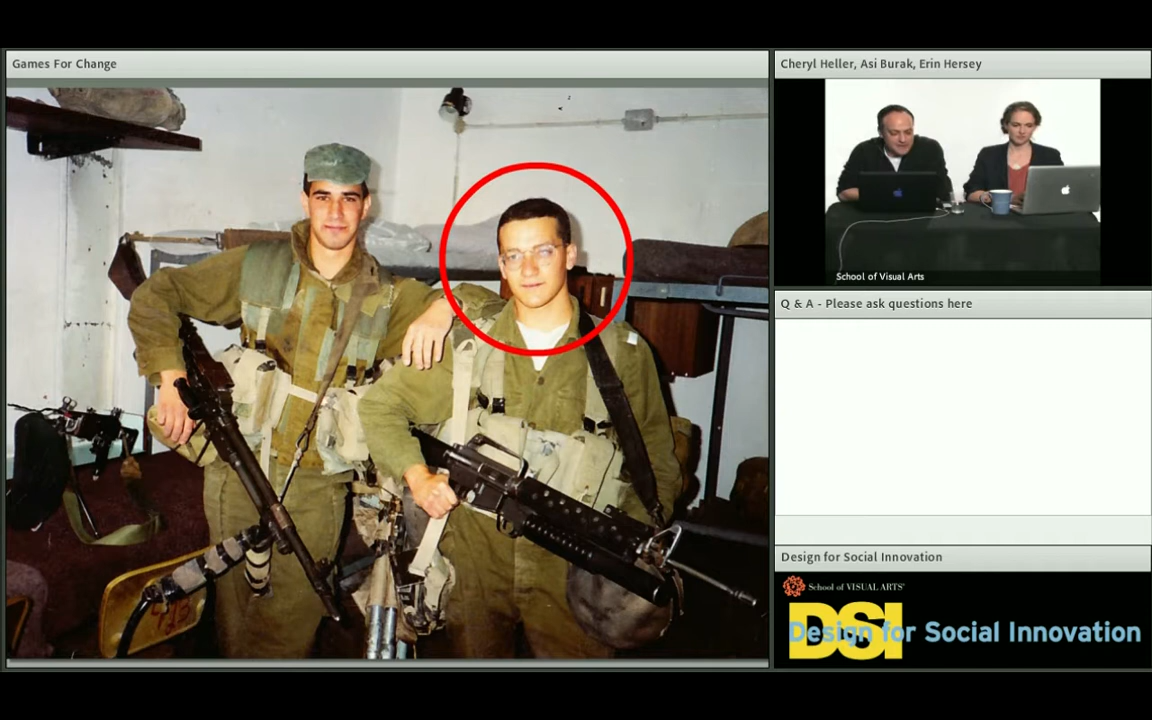 Games For Change
Cheryl Heller, Asi Burak, Erin Hersey
School of Visual Arts
Q & A - Please ask questions here
Design for Social Innovation
School of VISUAL ARTS®
DSI
Design for Social Innovation